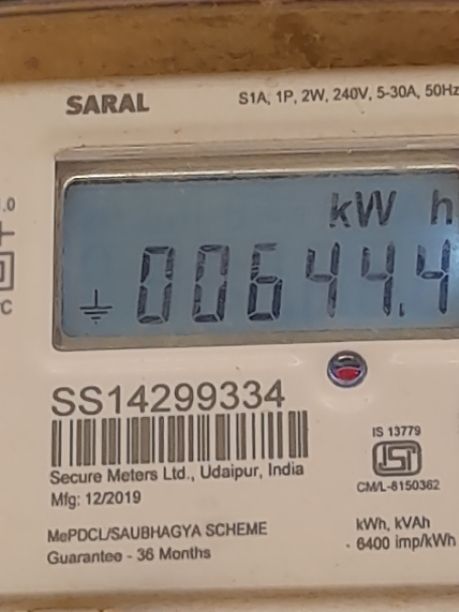 SARAL
S1A, 1P, 2W, 240V, 5-30A, 50Hz
kW h
00644.4
SS14299334
Secure Meters Ltd., Udaipur, India
Mfg: 12/2019
MePDCL/SAUBHAGYA SCHEME
Guarantee - 36 Months
IS 13779
ISI
CM/L-8150362
kWh, kVAh
- 6400 imp/kWh